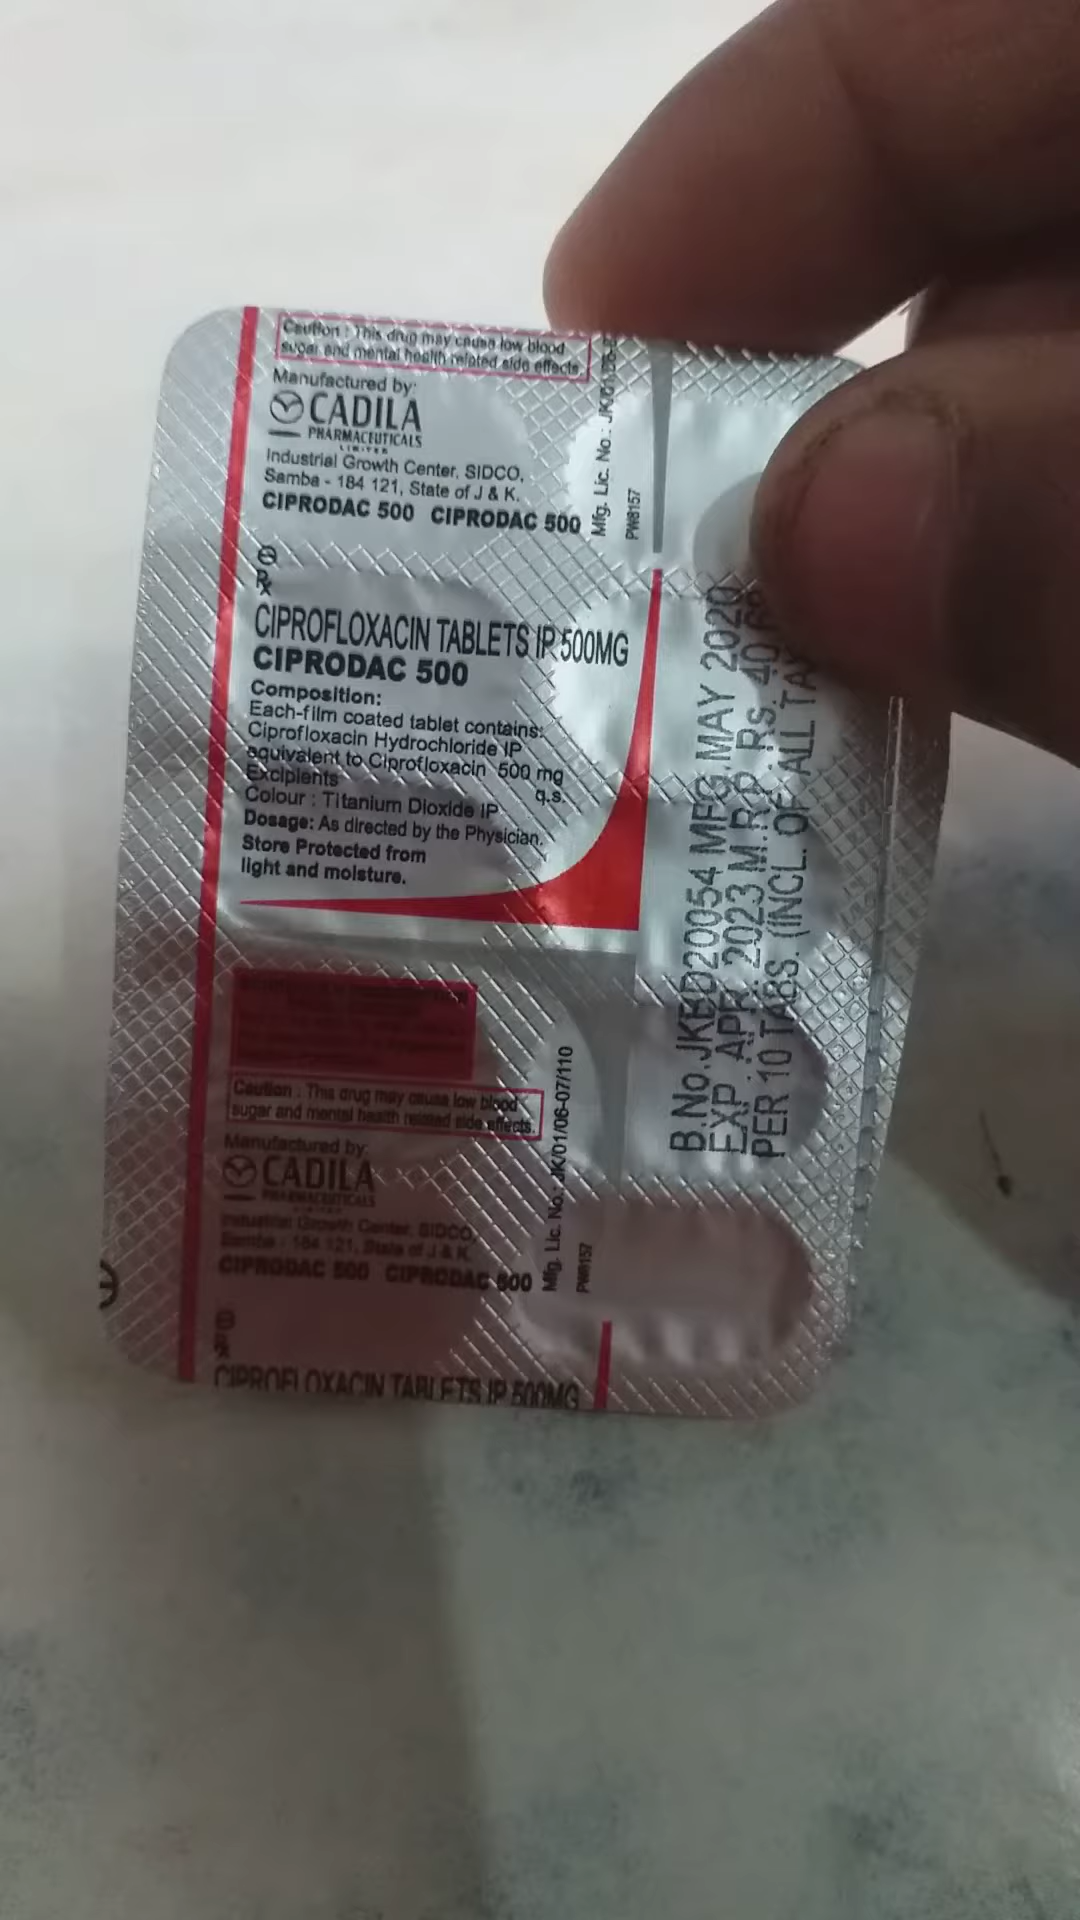 Caution : This drug may cause low blood
sugar and mental health related side effects.
Manufactured by:
CADILA
PHARMACEUTICALS
LIMITED
Industrial Growth Center, SIDCO,
Samba - 184 121, State of J & K.
CIPRODAC 500 CIPRODAC 500
Mfg. Lic. No.: JK/01/06-0
PW8157
Rx
CIPROFLOXACIN TABLETS IP 500MG
CIPRODAC 500
Composition:
Each-film coated tablet contains:
Ciprofloxacin Hydrochloride IP
equivalent to Ciprofloxacin 500 mg
Excipients q.s.
Colour : Titanium Dioxide IP
Dosage: As directed by the Physician.
Store Protected from
light and moisture.
Caution : This drug may cause low blood
sugar and mental health related side effects.
Manufactured by:
CADILA
PHARMACEUTICALS
Industrial Growth Center, SIDCO,
Samba - 184 121, State of J & K.
CIPRODAC 500 CIPRODAC 500
Mfg. Lic. No.: JK/01/06-07/110
PW8157
Rx
CIPROFLOXACIN TABLETS IP 500MG
B.No.JKBD20054 MFG.MAY 2020
EXP. APR. 2023 M.R.P. RS. 40
PER 10 TABS. (INCL. OF ALL